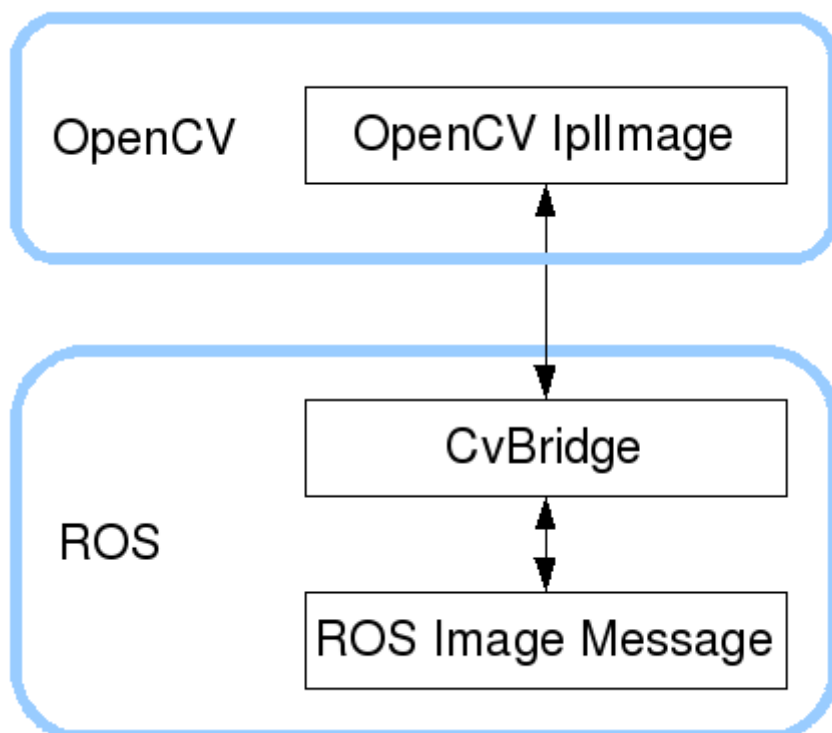 OpenCV
OpenCV IplImage
CvBridge
ROS
ROS Image Message